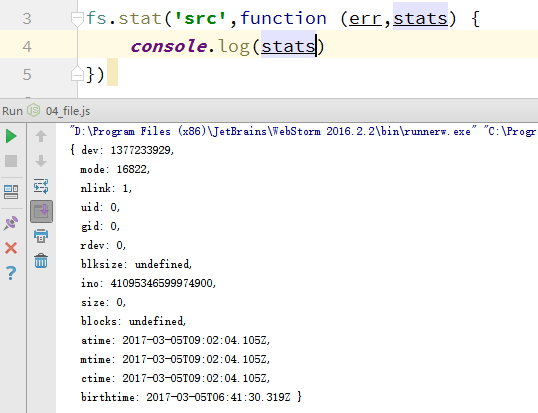 3 fs.stat('src',function (err,stats) {
4 console.log(stats)
5 })
Run 04_file.js
"D:\Program Files (x86)\JetBrains\WebStorm 2016.2.2\bin\runnerw.exe" "C:\Progr
{ dev: 1377233929,
mode: 16822,
nlink: 1,
uid: 0,
gid: 0,
rdev: 0,
blksize: undefined,
ino: 41095346599974900,
size: 0,
blocks: undefined,
atime: 2017-03-05T09:02:04.105Z,
mtime: 2017-03-05T09:02:04.105Z,
ctime: 2017-03-05T09:02:04.105Z,
birthtime: 2017-03-05T06:41:30.319Z }